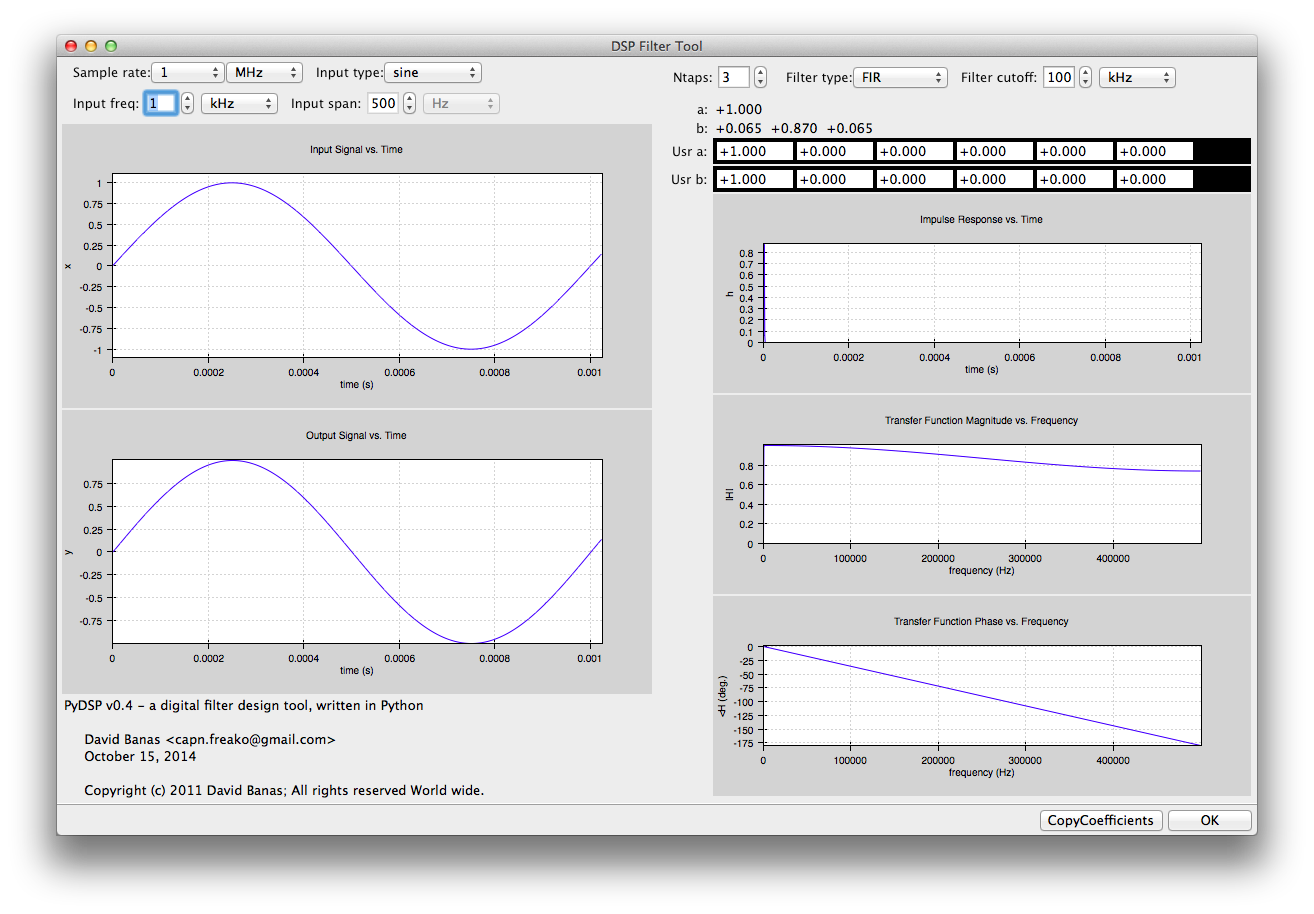 DSP Filter Tool
Sample rate: 1 MHz Input type: sine
Input freq: 1 kHz Input span: 500 Hz
Ntaps: 3 Filter type: FIR Filter cutoff: 100 kHz
a: +1.000
b: +0.065 +0.870 +0.065
Usr a: +1.000 +0.000 +0.000 +0.000 +0.000 +0.000
Usr b: +1.000 +0.000 +0.000 +0.000 +0.000 +0.000
Input Signal vs. Time
1
0.75
0.5
0.25
0
-0.25
-0.5
-0.75
-1
x
0 0.0002 0.0004 0.0006 0.0008 0.001
time (s)
Output Signal vs. Time
0.75
0.5
0.25
0
-0.25
-0.5
-0.75
y
0 0.0002 0.0004 0.0006 0.0008 0.001
time (s)
Impulse Response vs. Time
0.8
0.7
0.6
0.5
0.4
0.3
0.2
0.1
0
h
0 0.0002 0.0004 0.0006 0.0008 0.001
time (s)
Transfer Function Magnitude vs. Frequency
0.8
0.6
0.4
0.2
0
|H|
0 100000 200000 300000 400000
frequency (Hz)
Transfer Function Phase vs. Frequency
0
-25
-50
-75
-100
-125
-150
-175
<H (deg.)
0 100000 200000 300000 400000
frequency (Hz)
PyDSP v0.4 – a digital filter design tool, written in Python
David Banas <capn.freako@gmail.com>
October 15, 2014
Copyright (c) 2011 David Banas; All rights reserved World wide.
CopyCoefficients OK